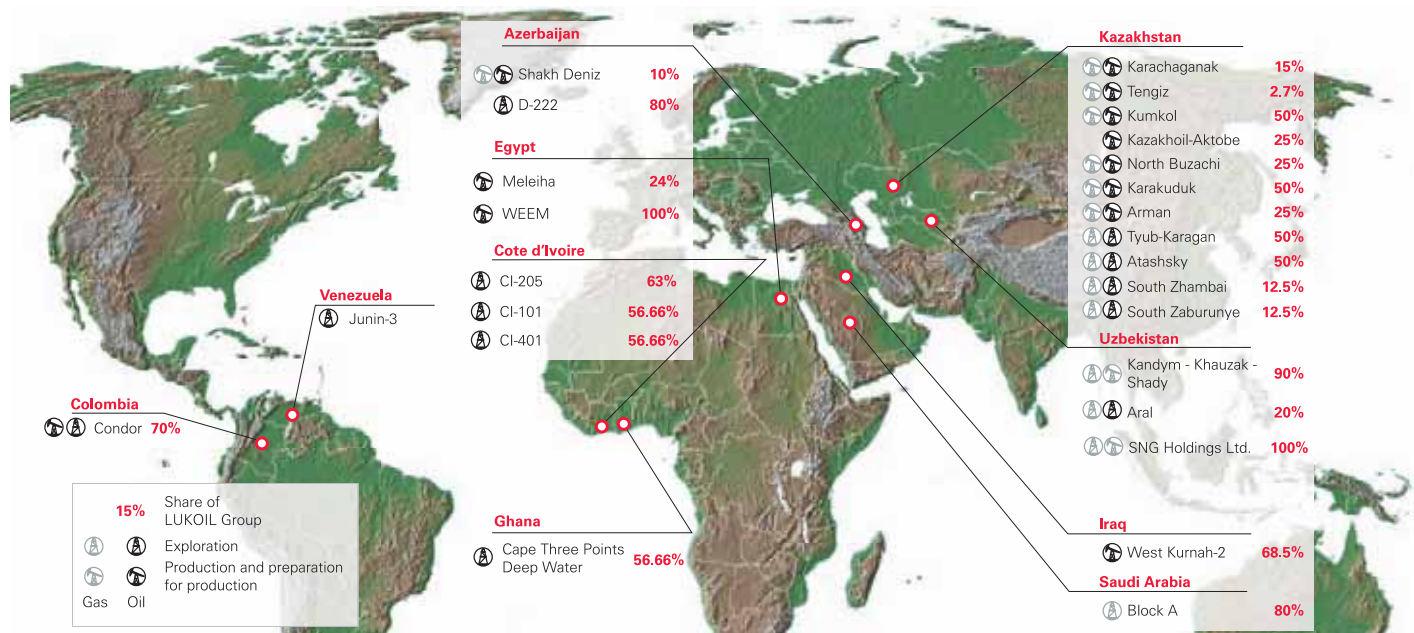 Azerbaijan
Shakh Deniz 10%
D-222 80%
Egypt
Meleiha 24%
WEEM 100%
Cote d’Ivoire
CI-205 63%
CI-101 56.66%
CI-401 56.66%
Venezuela
Junin-3
Colombia
Condor 70%
15% Share of
LUKOIL Group
Exploration
Production and preparation
for production
Gas Oil
Ghana
Cape Three Points
Deep Water 56.66%
Kazakhstan
Karachaganak 15%
Tengiz 2.7%
Kumkol 50%
Kazakhoil-Aktobe 25%
North Buzachi 25%
Karakuduk 50%
Arman 25%
Tyub-Karagan 50%
Atashsky 50%
South Zhambai 12.5%
South Zaburunye 12.5%
Uzbekistan
Kandym - Khauzak -
Shady 90%
Aral 20%
SNG Holdings Ltd. 100%
Iraq
West Kurnah-2 68.5%
Saudi Arabia
Block A 80%